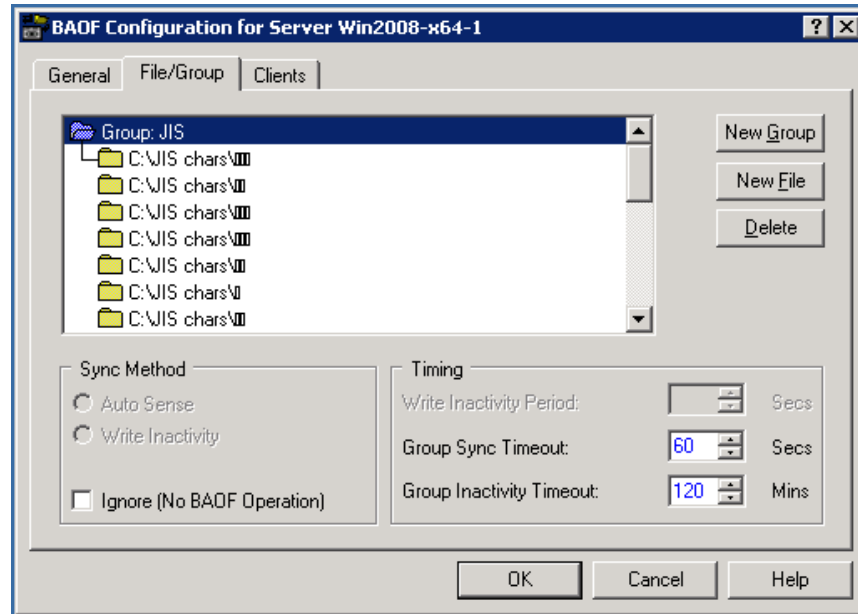 BAOF Configuration for Server Win2008-x64-1
General File/Group Clients
Group: JIS
C:\JIS chars\
C:\JIS chars\
C:\JIS chars\
C:\JIS chars\
C:\JIS chars\
C:\JIS chars\
C:\JIS chars\
New Group
New File
Delete
Sync Method
Auto Sense
Write Inactivity
Ignore (No BAOF Operation)
Timing
Write Inactivity Period: Secs
Group Sync Timeout: 60 Secs
Group Inactivity Timeout: 120 Mins
OK Cancel Help